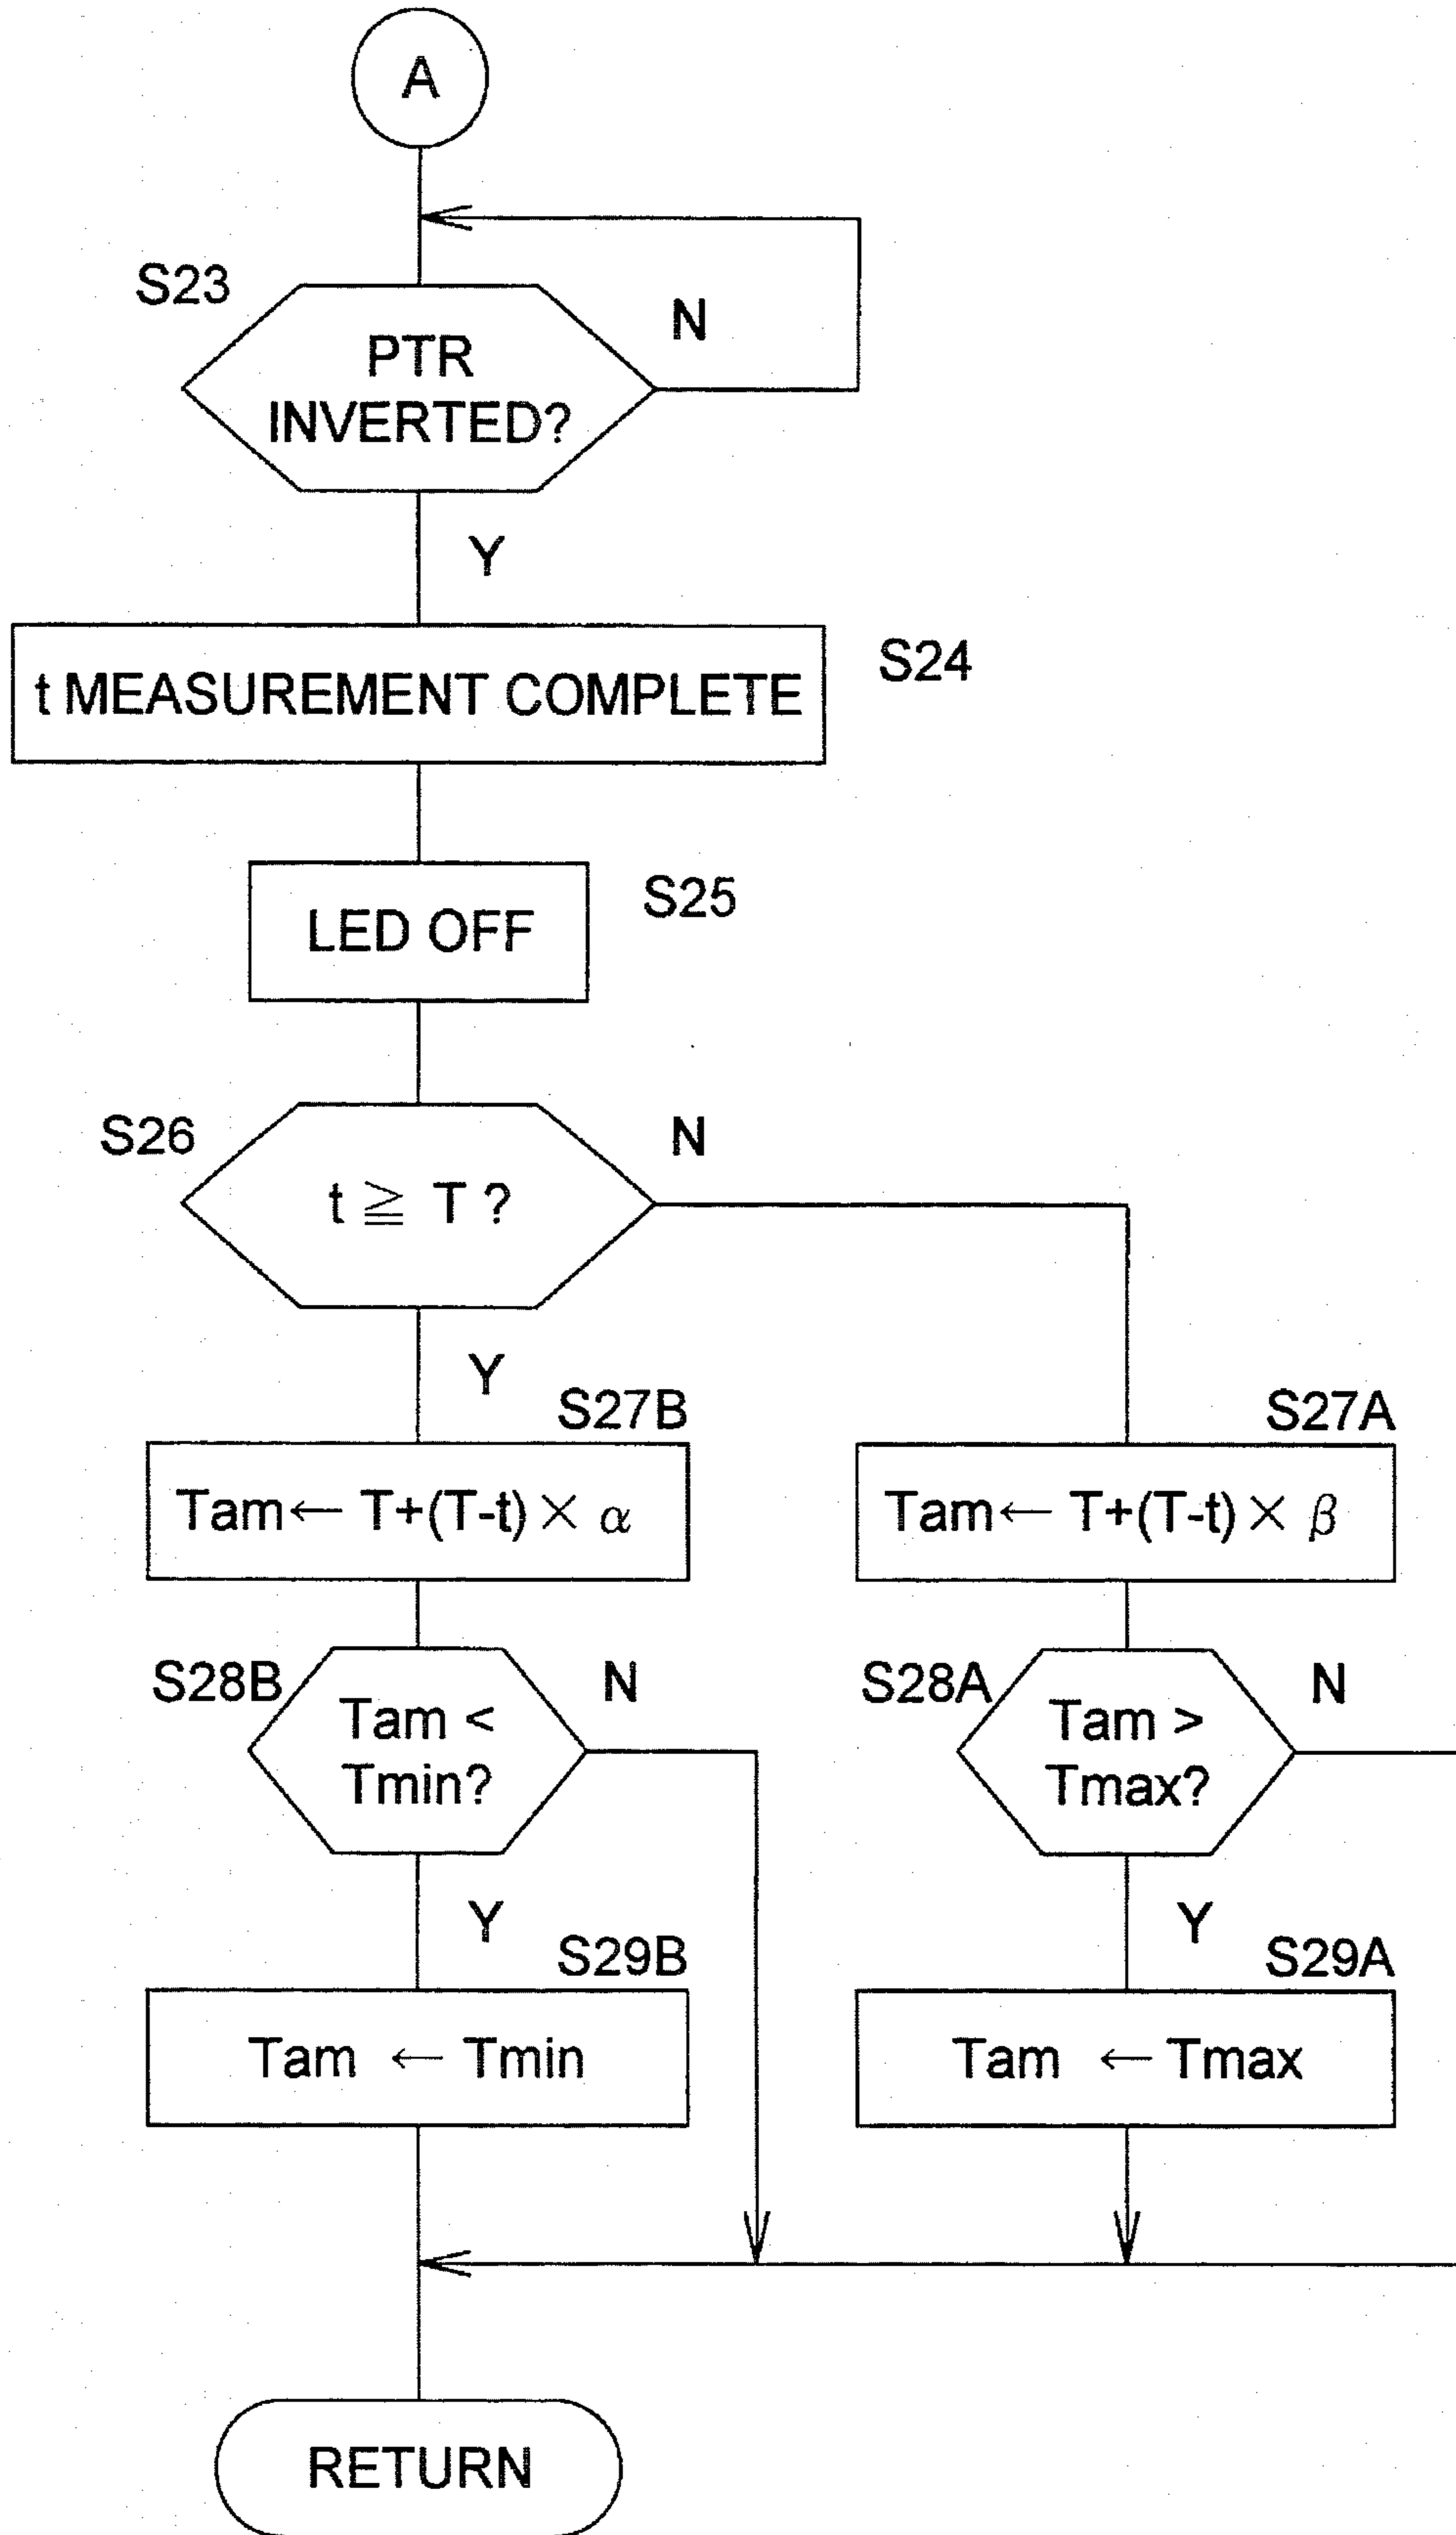 A
S23
N
PTR
INVERTED?
Y
t MEASUREMENT COMPLETE
S24
LED OFF
S25
S26
N
t ≧ T ?
Y
S27B
S27A
Tam← T+(T-t) × α
Tam← T+(T-t) × β
S28B
N
S28A
N
Tam <
Tmin?
Tam >
Tmax?
Y
Y
S29B
S29A
Tam ← Tmin
Tam ← Tmax
RETURN